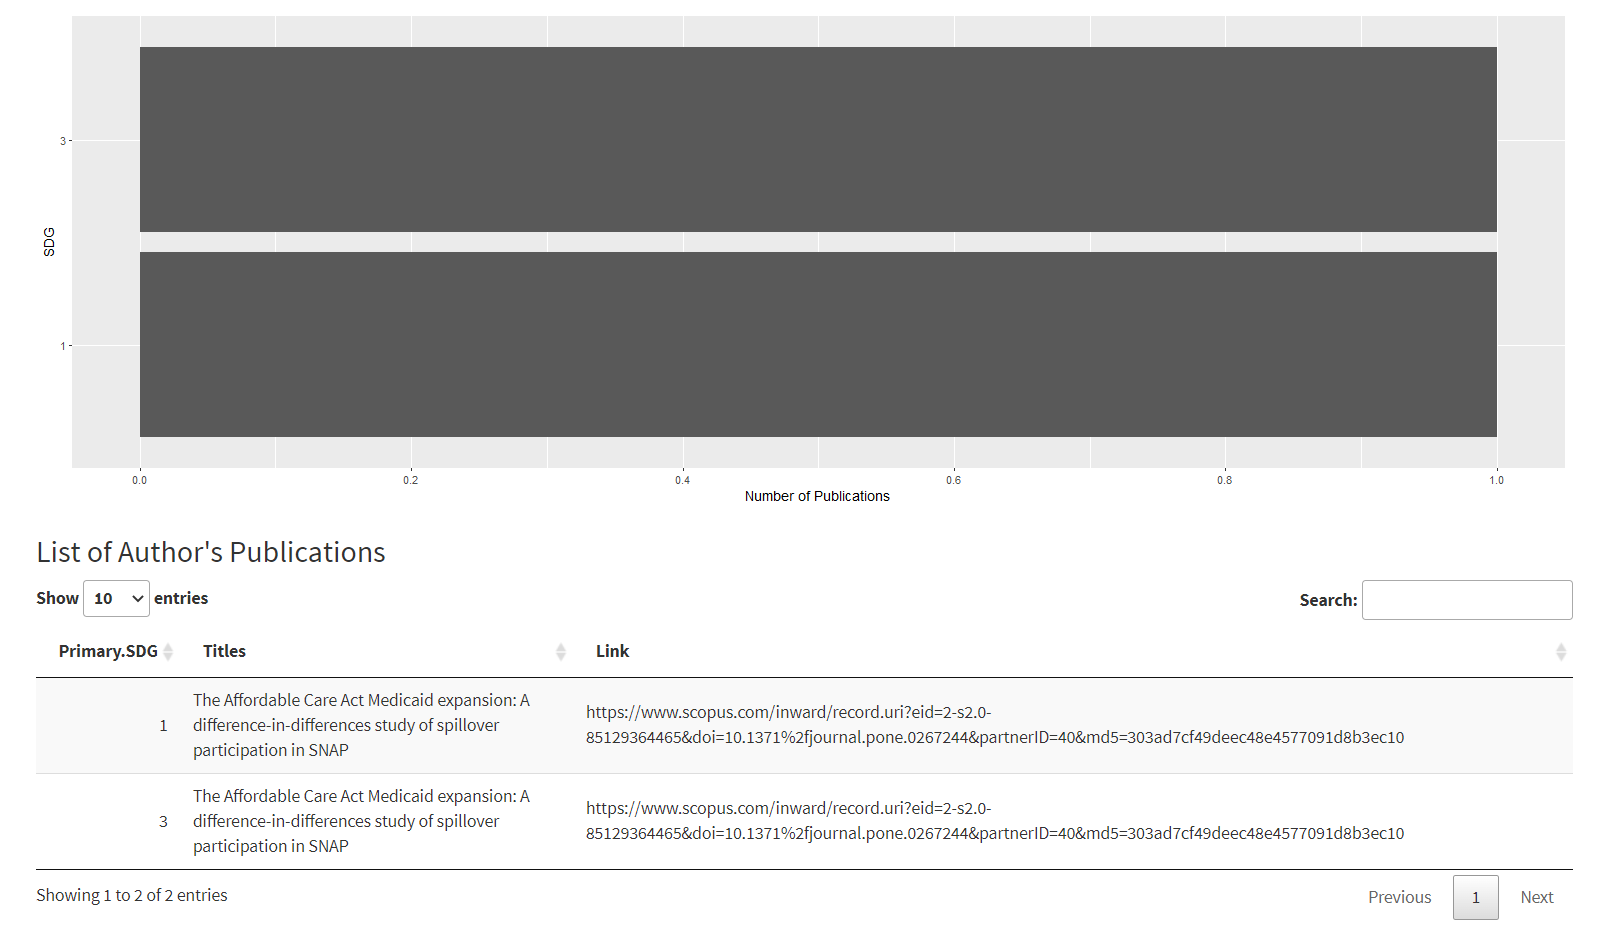 3
SDG
1
0.0 0.2 0.4 0.6 0.8 1.0
Number of Publications
List of Author's Publications
Show 10 entries
Search:
Primary.SDG Titles Link
1
The Affordable Care Act Medicaid expansion: A
difference-in-differences study of spillover
participation in SNAP
https://www.scopus.com/inward/record.uri?eid=2-s2.0-
85129364465&doi=10.1371%2fjournal.pone.0267244&partnerID=40&md5=303ad7cf49deec48e4577091d8b3ec10
3
The Affordable Care Act Medicaid expansion: A
difference-in-differences study of spillover
participation in SNAP
https://www.scopus.com/inward/record.uri?eid=2-s2.0-
85129364465&doi=10.1371%2fjournal.pone.0267244&partnerID=40&md5=303ad7cf49deec48e4577091d8b3ec10
Showing 1 to 2 of 2 entries
Previous 1 Next